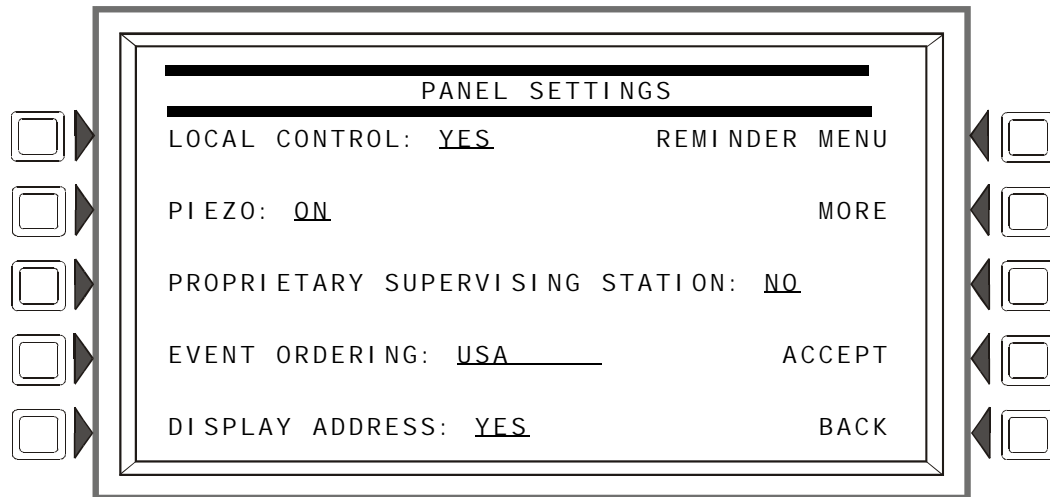 PANEL SETTINGS
LOCAL CONTROL: YES REMINDER MENU
PIEZO: ON MORE
PROPRIETARY SUPERVISING STATION: NO
EVENT ORDERING: USA ACCEPT
DISPLAY ADDRESS: YES BACK